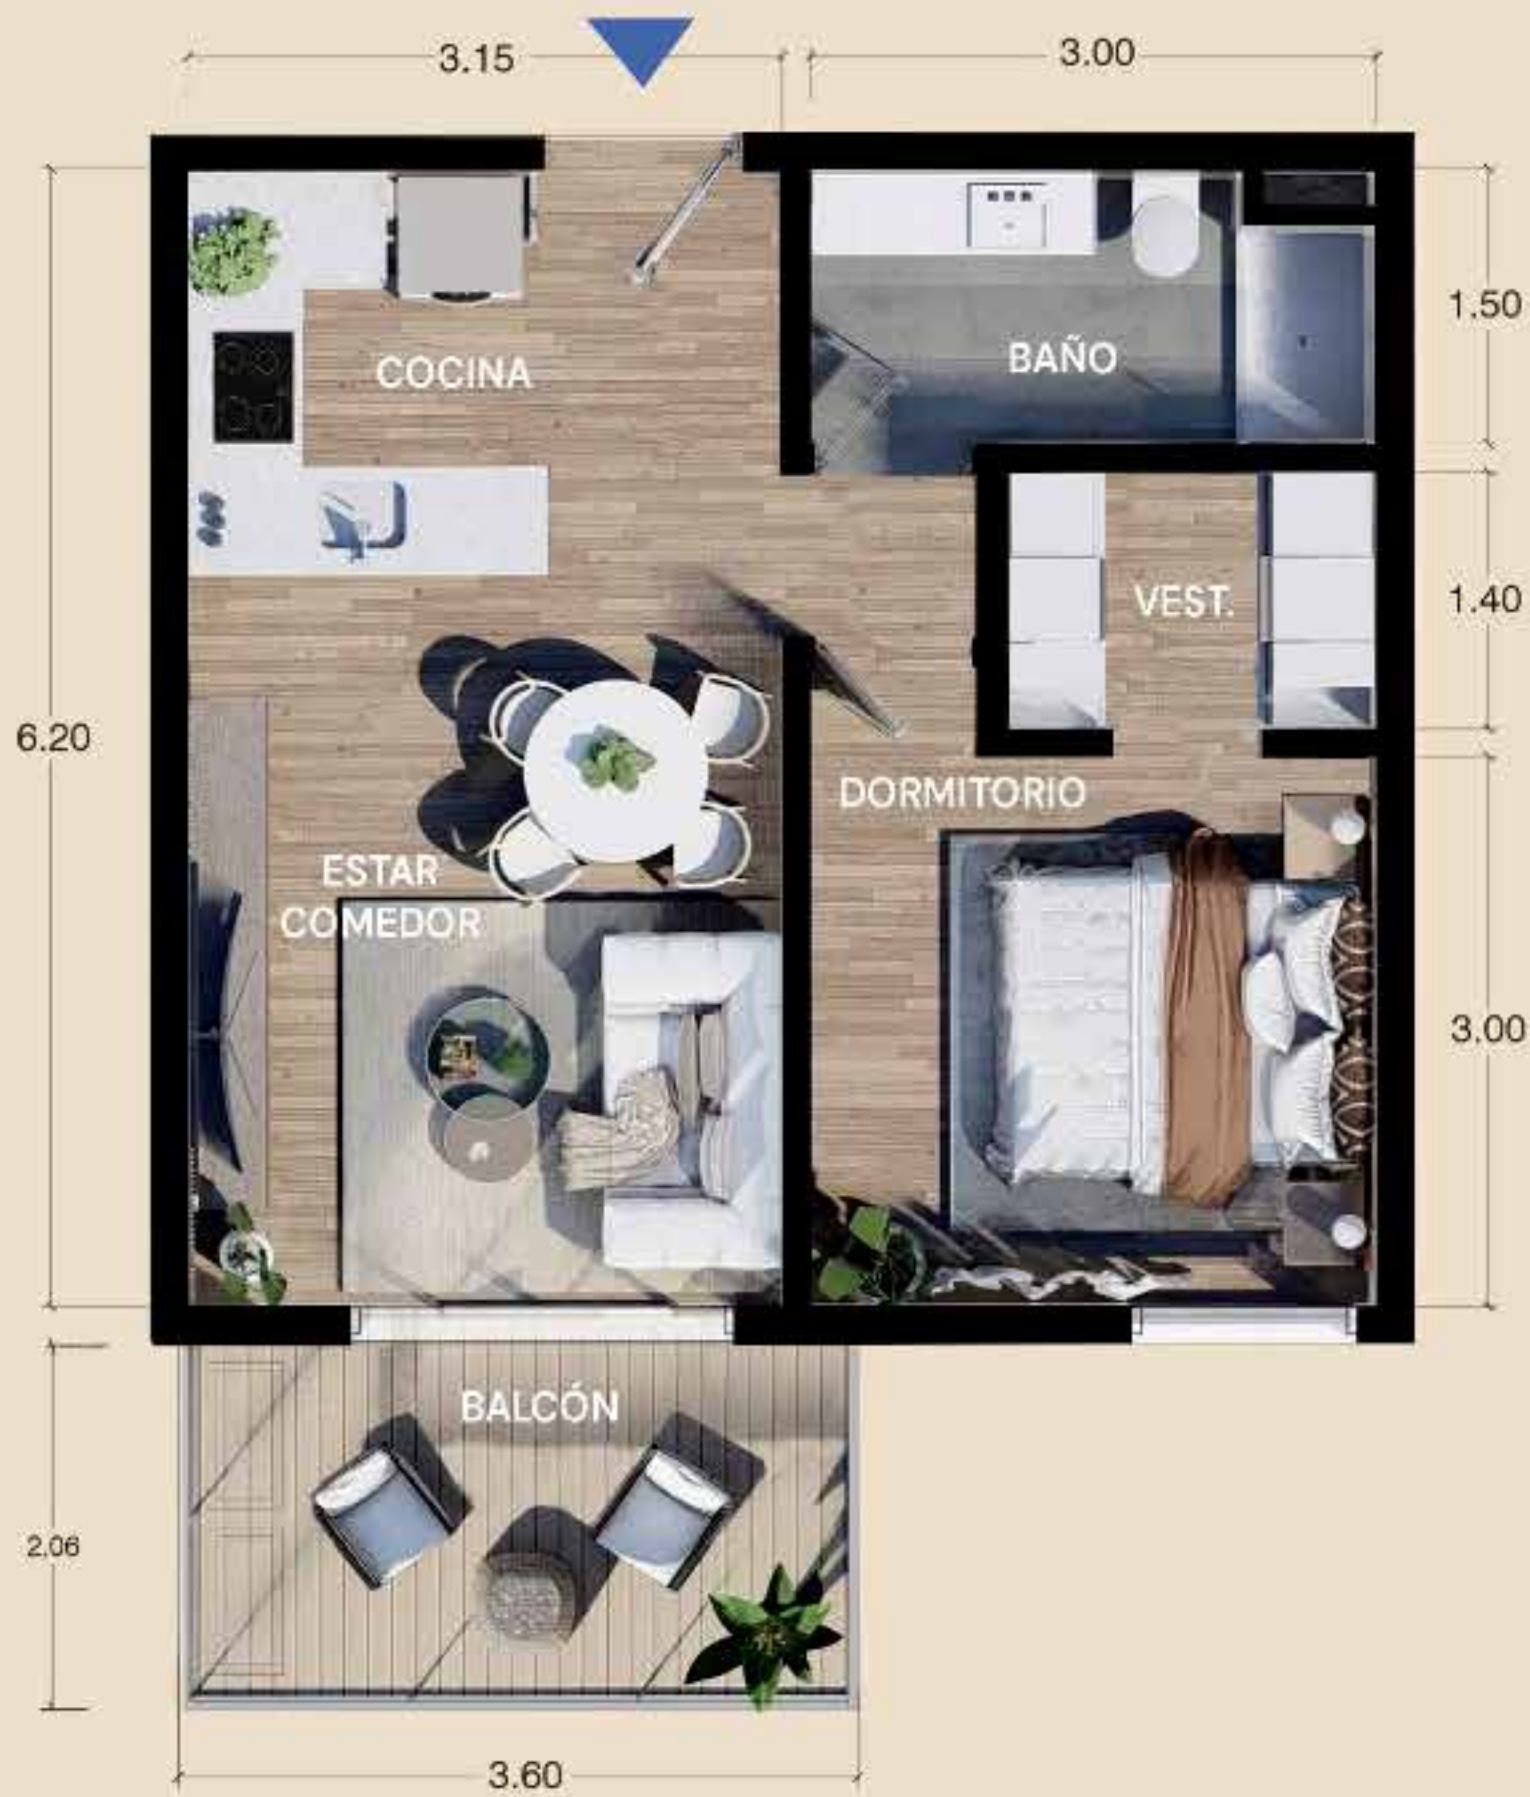 3.15
3.00
1.50
BAÑO
COCINA
1.40
VEST.
6.20
DORMITORIO
ESTAR
COMEDOR
3.00
BALCÓN
2.06
3.60